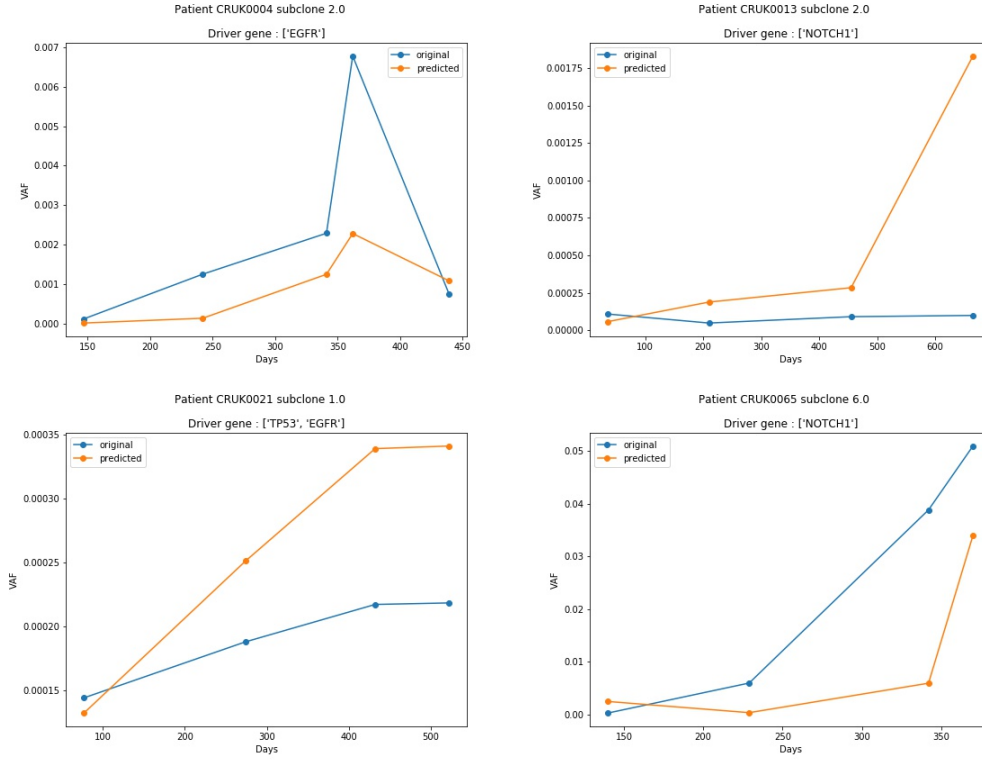 Patient CRUK0004 subclone 2.0
Driver gene : ['EGFR']
0.007
0.006
0.005
0.004
0.003
0.002
0.001
0.000
VAF
original
predicted
150
200
250
300
350
400
450
Days
Patient CRUK0013 subclone 2.0
Driver gene : ['NOTCH1']
0.00175
0.00150
0.00125
0.00100
0.00075
0.00050
0.00025
0.00000
VAF
original
predicted
100
200
300
400
500
600
Days
Patient CRUK0021 subclone 1.0
Driver gene : ['TP53', 'EGFR']
0.00035
0.00030
0.00025
0.00020
0.00015
VAF
original
predicted
100
200
300
400
500
Days
Patient CRUK0065 subclone 6.0
Driver gene : ['NOTCH1']
0.05
0.04
0.03
0.02
0.01
0.00
VAF
original
predicted
150
200
250
300
350
Days